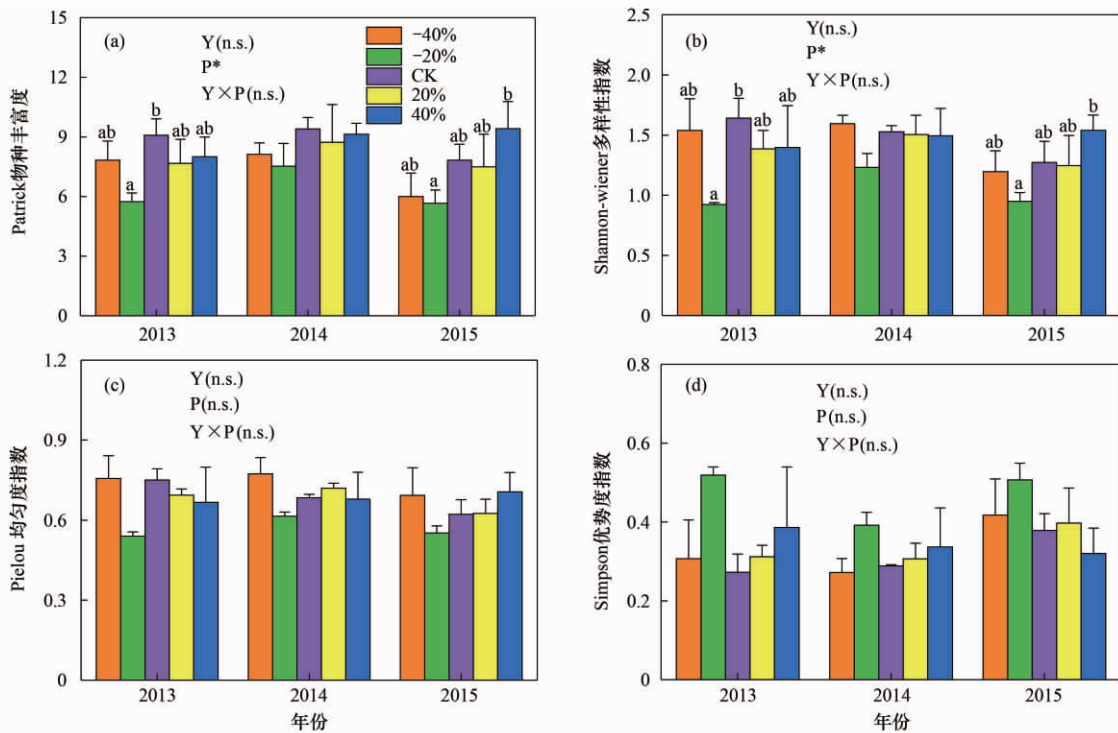 (a)
Y(n.s.)
P*
Y×P(n.s.)
-40%
-20%
CK
20%
40%
Patrick物种丰富度
15
12
9
6
3
0
ab
a
b
ab
ab
ab
a
ab
ab
b
2013
2014
2015
(b)
Y(n.s.)
P*
Y×P(n.s.)
Shannon-wiener多样性指数
2.5
2.0
1.5
1.0
0.5
0
ab
a
b
ab
ab
ab
a
ab
ab
b
2013
2014
2015
(c)
Y(n.s.)
P(n.s.)
Y×P(n.s.)
Pielou 均匀度指数
1.2
0.9
0.6
0.3
0
2013
2014
2015
年份
(d)
Y(n.s.)
P(n.s.)
Y×P(n.s.)
Simpson优势度指数
0.8
0.6
0.4
0.2
0
2013
2014
2015
年份